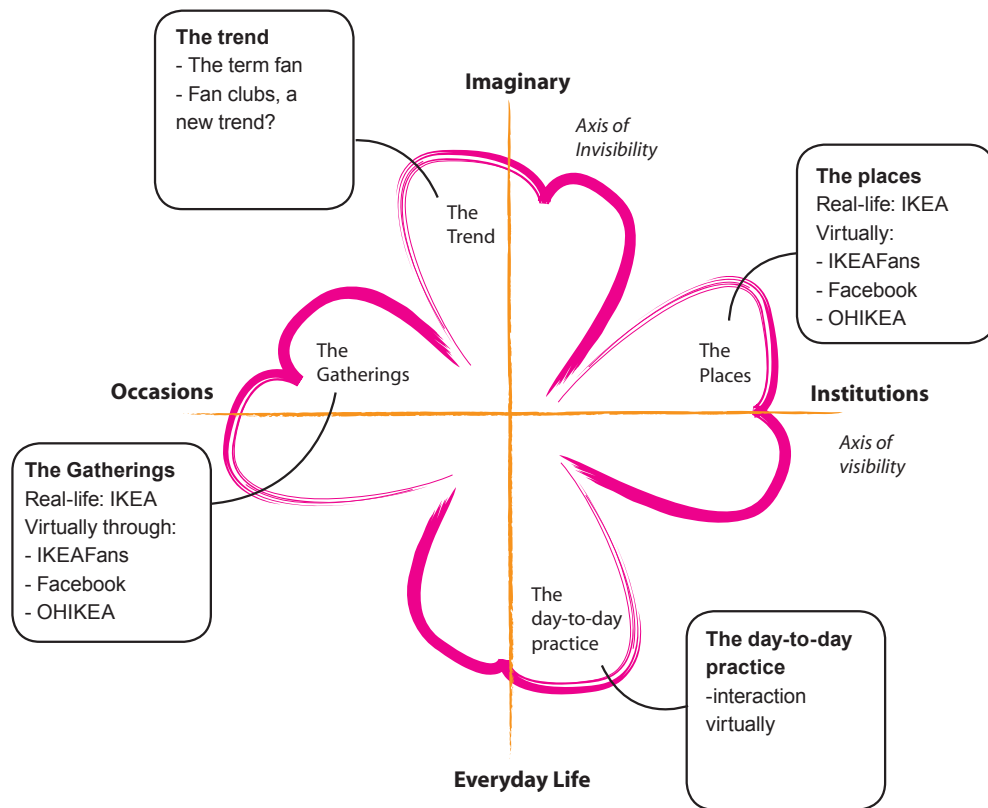 The trend
- The term fan
- Fan clubs, a
new trend?
Imaginary
Axis of
Invisibility
The places
Real-life: IKEA
Virtually:
- IKEAFans
- Facebook
- OHIKEA
The
Trend
The
Places
The
Gatherings
Occasions
Institutions
Axis of
visibility
The Gatherings
Real-life: IKEA
Virtually through:
- IKEAFans
- Facebook
- OHIKEA
The
day-to-day
practice
The day-to-day
practice
-interaction
virtually
Everyday Life